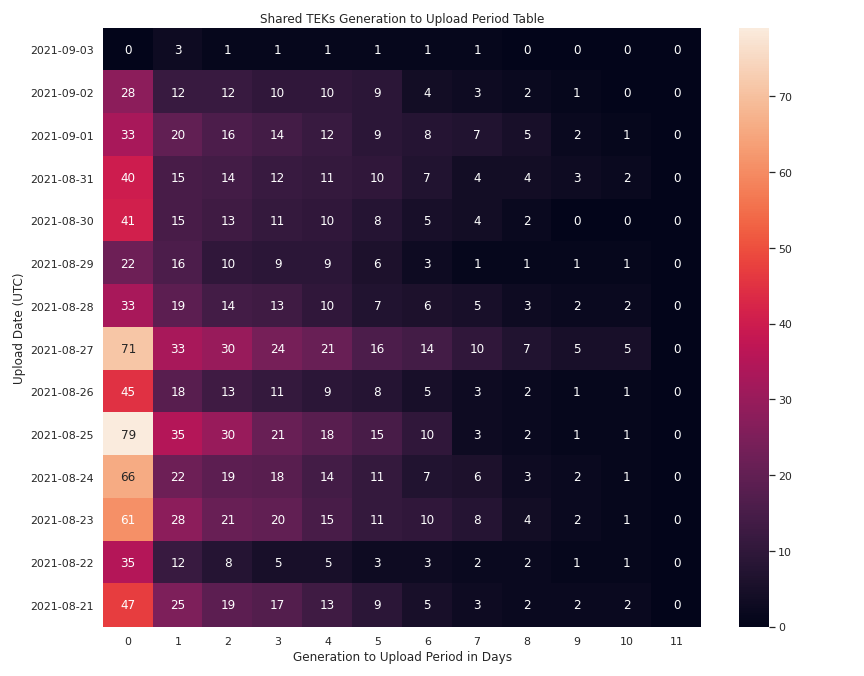 Shared TEKs Generation to Upload Period Table
Upload Date (UTC)
2021-09-03 0 3 1 1 1 1 1 1 0 0 0 0
2021-09-02 28 12 12 10 10 9 4 3 2 1 0 0
2021-09-01 33 20 16 14 12 9 8 7 5 2 1 0
2021-08-31 40 15 14 12 11 10 7 4 4 3 2 0
2021-08-30 41 15 13 11 10 8 5 4 2 0 0 0
2021-08-29 22 16 10 9 9 6 3 1 1 1 1 0
2021-08-28 33 19 14 13 10 7 6 5 3 2 2 0
2021-08-27 71 33 30 24 21 16 14 10 7 5 5 0
2021-08-26 45 18 13 11 9 8 5 3 2 1 1 0
2021-08-25 79 35 30 21 18 15 10 3 2 1 1 0
2021-08-24 66 22 19 18 14 11 7 6 3 2 1 0
2021-08-23 61 28 21 20 15 11 10 8 4 2 1 0
2021-08-22 35 12 8 5 5 3 3 2 2 1 1 0
2021-08-21 47 25 19 17 13 9 5 3 2 2 2 0
0 1 2 3 4 5 6 7 8 9 10 11
Generation to Upload Period in Days
70
60
50
40
30
20
10
0